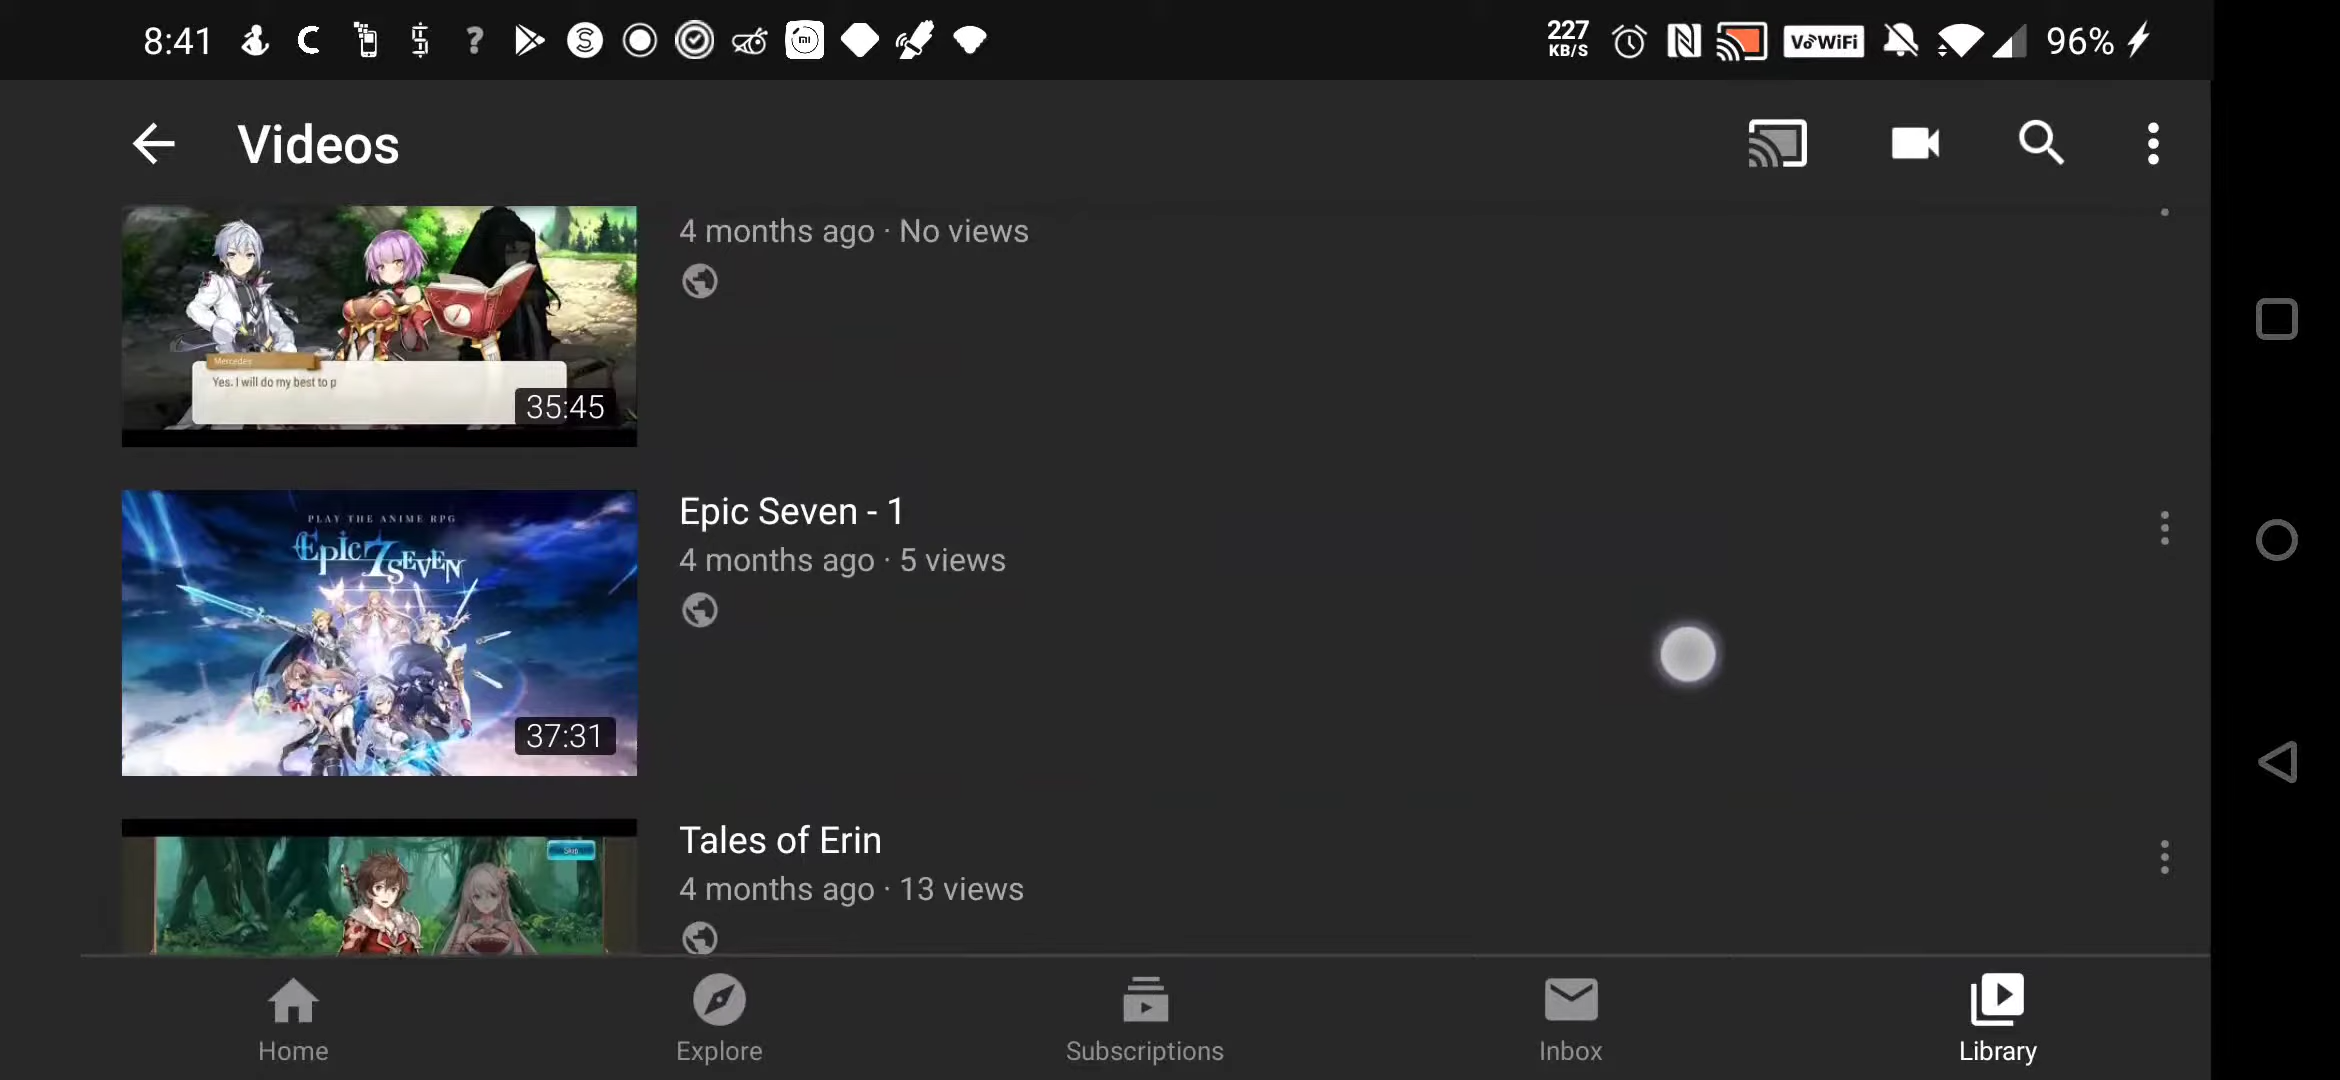 8:41
227
KB/S
VoWiFi
96%
Videos
4 months ago · No views
Mercedes
Yes. I will do my best to p
35:45
PLAY THE ANIME RPG
Epic SEVEN
37:31
Epic Seven - 1
4 months ago · 5 views
Skip
Tales of Erin
4 months ago · 13 views
Home
Explore
Subscriptions
Inbox
Library